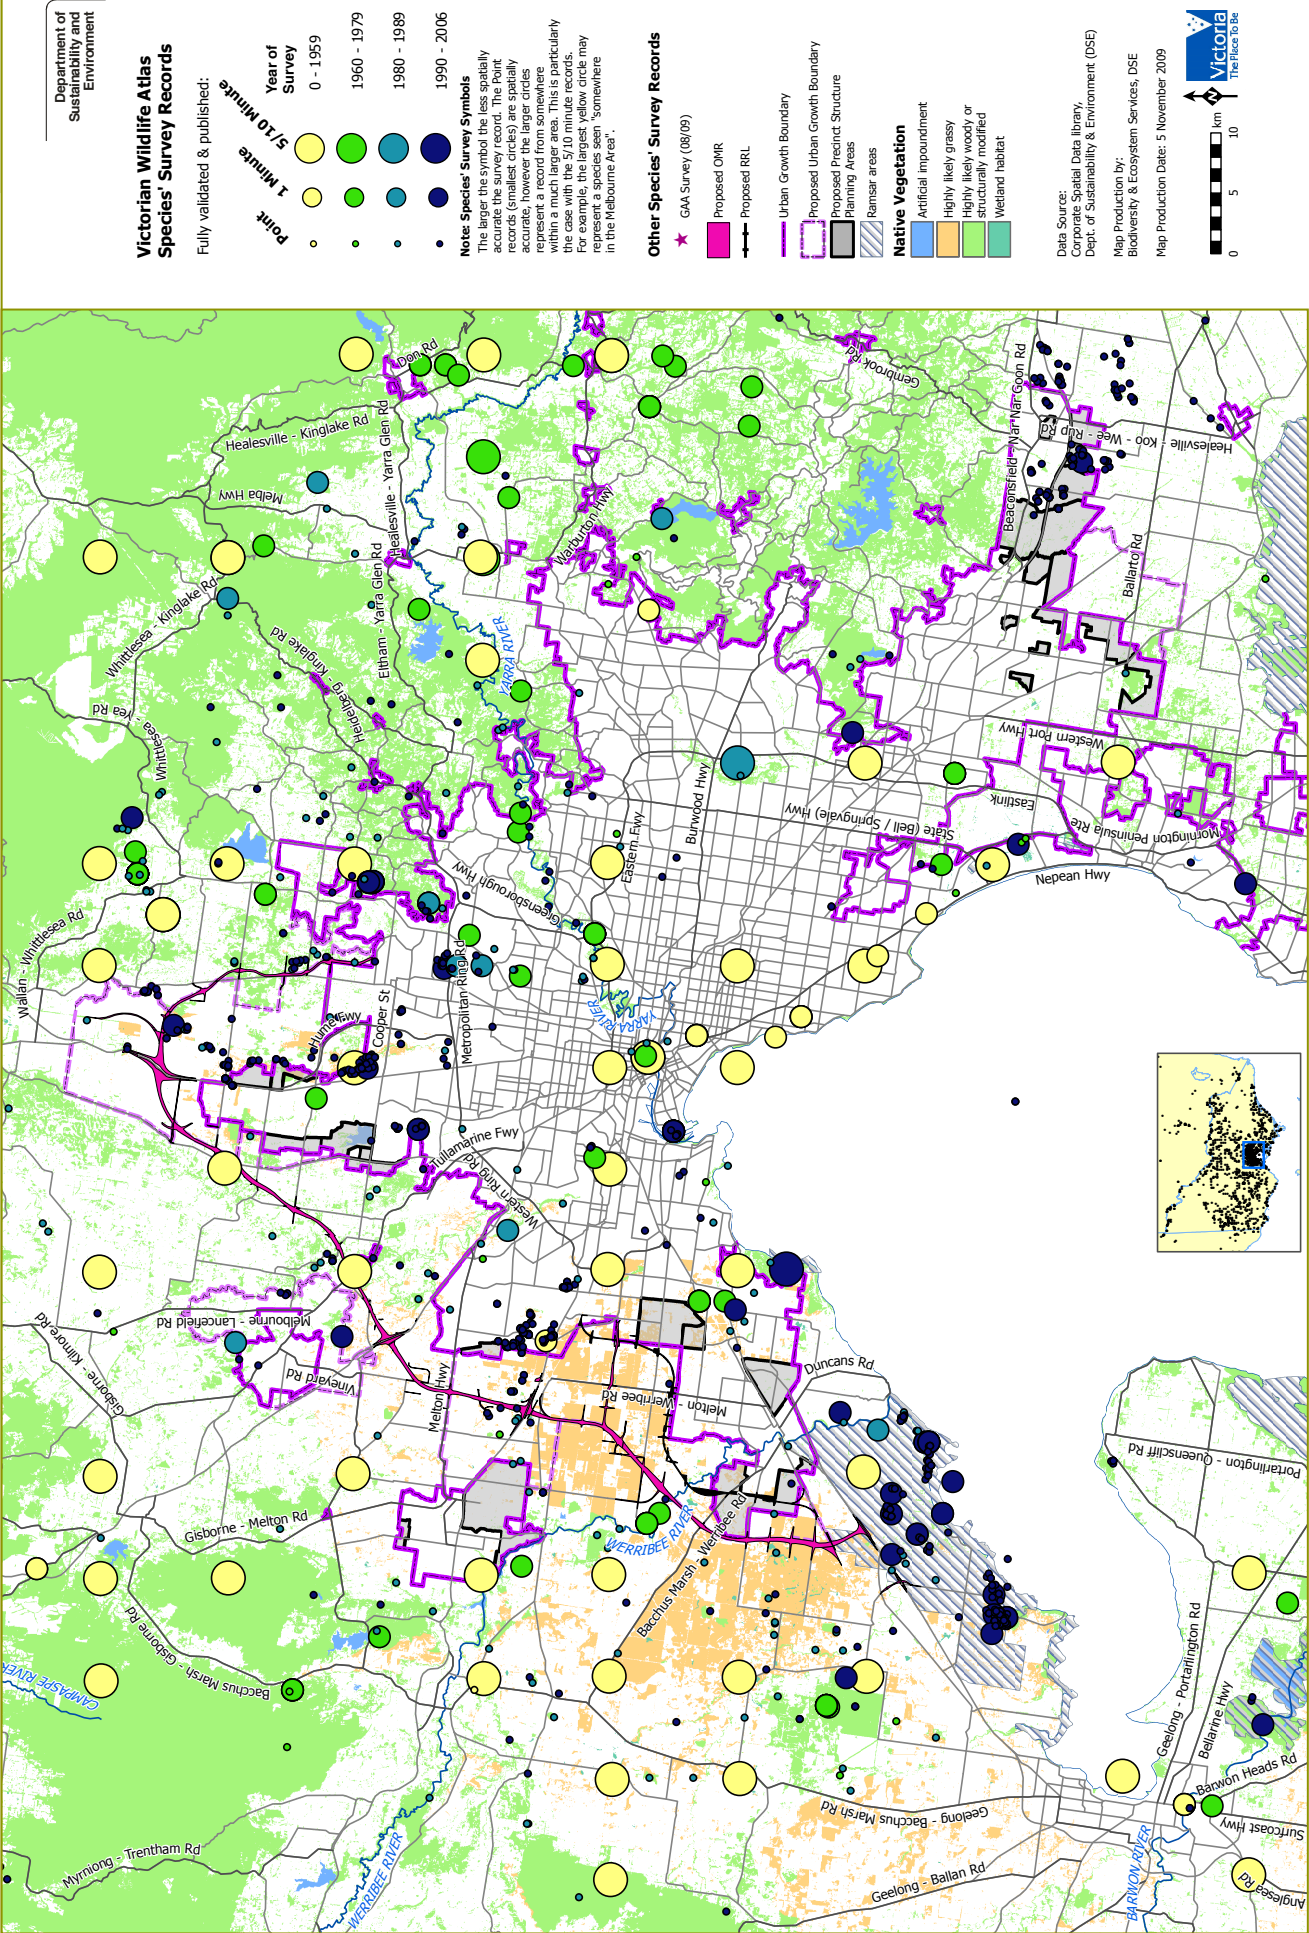 Department of
Sustainability and
Environment
Victorian Wildlife Atlas
Species' Survey Records
Fully validated & published:
Point
1 Minute
5/10 Minute
Year of
Survey
0 - 1959
1960 - 1979
1980 - 1989
1990 - 2006
Note: Species' Survey Symbols
The larger the symbol the less spatially
accurate the survey record. The Point
records (smallest circles) are spatially
accurate, however the larger circles
represent a record from somewhere
within a much larger area. This is particularly
the case with the 5/10 minute records.
For example, the largest yellow circle may
represent a species seen "somewhere
in the Melbourne Area".
Other Species' Survey Records
GAA Survey (08/09)
Proposed OMR
Proposed RRL
Urban Growth Boundary
Proposed Urban Growth Boundary
Proposed Precinct Structure
Planning Areas
Ramsar areas
Native Vegetation
Artificial impoundment
Highly likely grassy
Highly likely woody or
structurally modified
Wetland habitat
Data Source:
Corporate Spatial Data library,
Dept. of Sustainability & Environment (DSE)
Map Production by:
Biodiversity & Ecosystem Services, DSE
Map Production Date: 5 November 2009
0
5
10
km
N
Victoria
The Place To Be
Don Rd
Healesville - Kinglake Rd
Melba Hwy
Healesville - Yarra Glen Rd
Warburton Hwy
Gembrook Rd
Beaconsfield - Nar Nar Goon Rd
Healesville - Koo - Wee - Rup Rd
Ballarto Rd
Whittlesea - Kinglake Rd
Eltham - Yarra Glen Rd
Heidelberg - Kinglake Rd
YARRA RIVER
Whittlesea - Yea Rd
Whittlesea
Western Port Hwy
Eastlink
Mornington Peninsula Rte
State (Bell / Springvale) Hwy
Burwood Hwy
Eastern Fwy
Nepean Hwy
Greensborough Hwy
Wallan - Whittlesea Rd
Metropolitan Ring Rd
Cooper St
Hume Fwy
YARRA RIVER
YARRA RIVER
Tullamarine Fwy
Western Ring Rd
Melbourne - Lancefield Rd
Gisborne - Kilmore Rd
Vineyard Rd
Melton Hwy
Melton - Werribee Rd
Duncans Rd
Portarlington - Queenscliff Rd
Gisborne - Melton Rd
WERRIBEE RIVER
Bacchus Marsh - Werribee Rd
Bacchus Marsh - Gisborne Rd
CAMPASPE RIVER
Geelong - Portarlington Rd
Bellarine Hwy
Barwon Heads Rd
Surfcoast Hwy
Geelong - Bacchus Marsh Rd
Myrniong - Trentham Rd
WERRIBEE RIVER
Geelong - Ballan Rd
BARWON RIVER
Anglesea Rd